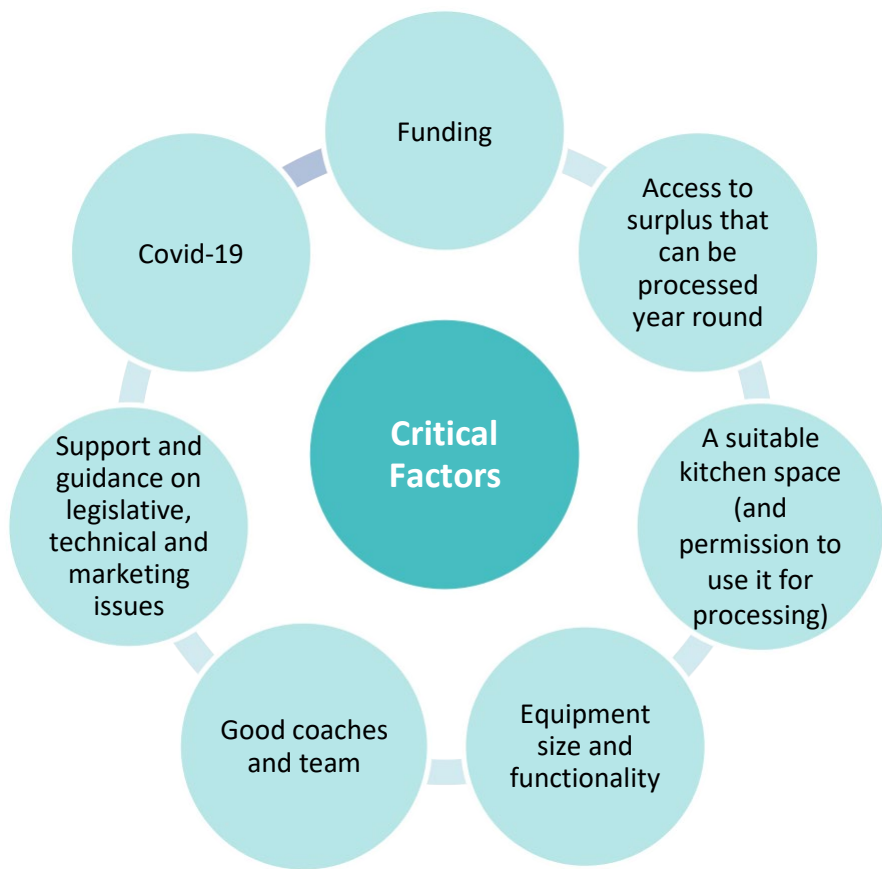 Funding
Access to
surplus that
can be
processed
year round
A suitable
kitchen space
(and
permission to
use it for
processing)
Equipment
size and
functionality
Good coaches
and team
Support and
guidance on
legislative,
technical and
marketing
issues
Covid-19
Critical
Factors